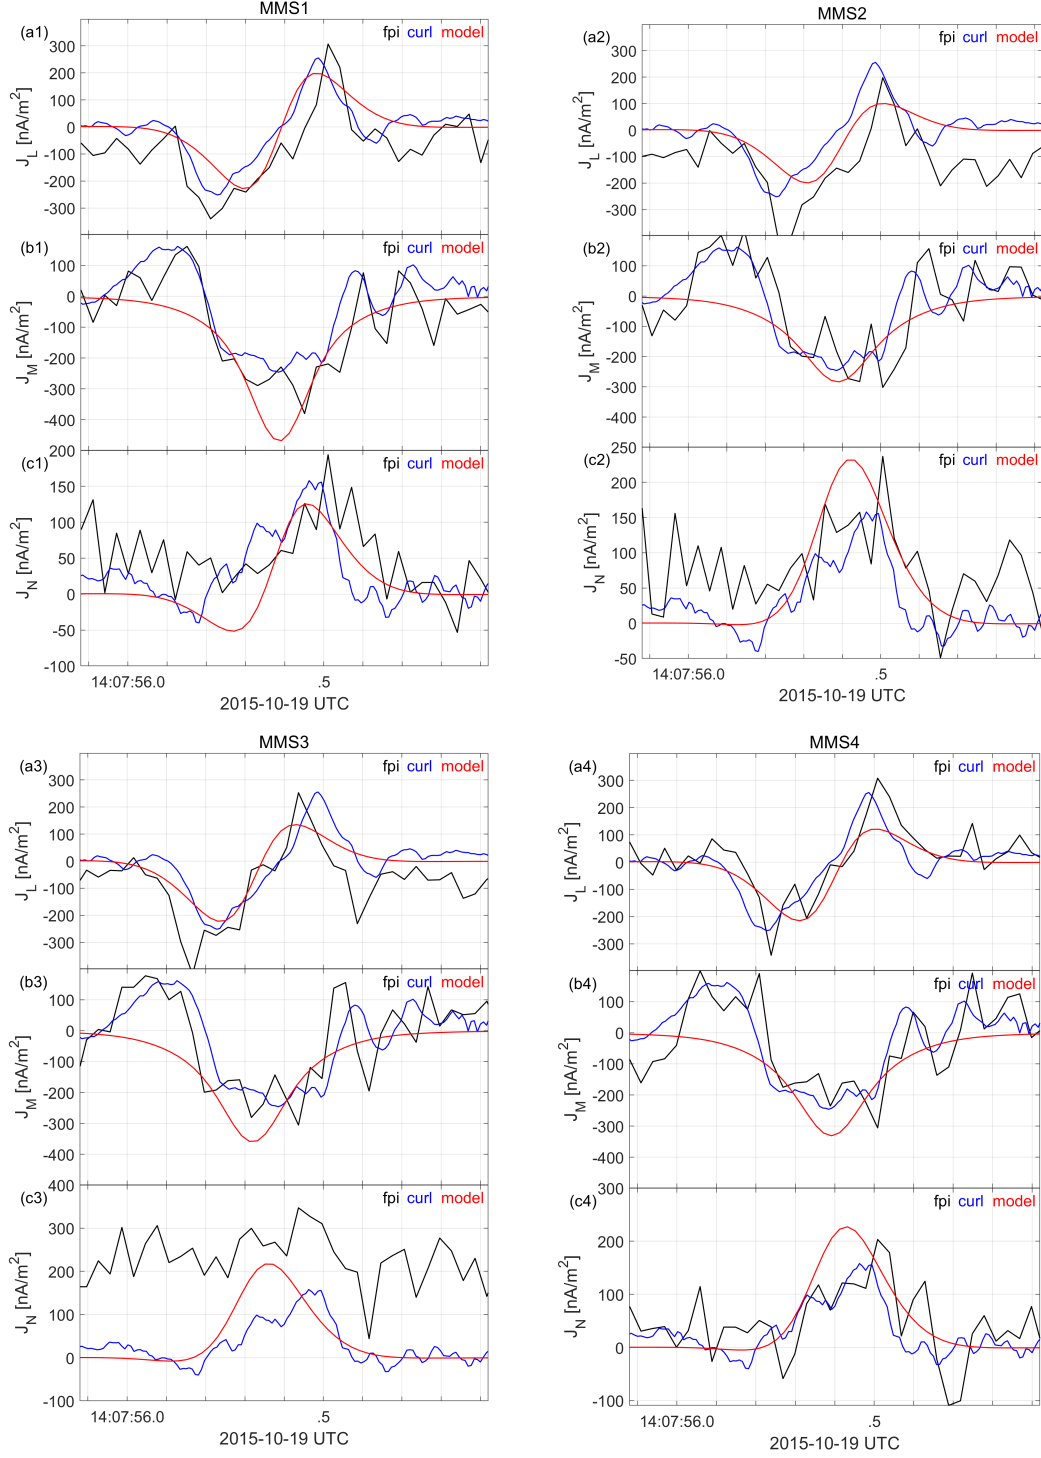 MMS1
(a1) fpi curl model
300
200
100
0
-100
-200
-300
J_L [nA/m^2]
(b1) fpi curl model
100
0
-100
-200
-300
-400
J_M [nA/m^2]
(c1) fpi curl model
200
150
100
50
0
-50
-100
J_N [nA/m^2]
14:07:56.0 .5
2015-10-19 UTC
MMS2
(a2) fpi curl model
300
200
100
0
-100
-200
-300
J_L [nA/m^2]
(b2) fpi curl model
100
0
-100
-200
-300
-400
J_M [nA/m^2]
(c2) fpi curl model
250
200
150
100
50
0
-50
J_N [nA/m^2]
14:07:56.0 .5
2015-10-19 UTC
MMS3
(a3) fpi curl model
300
200
100
0
-100
-200
-300
J_L [nA/m^2]
(b3) fpi curl model
100
0
-100
-200
-300
-400
J_M [nA/m^2]
(c3) fpi curl model
400
300
200
100
0
-100
J_N [nA/m^2]
14:07:56.0 .5
2015-10-19 UTC
MMS4
(a4) fpi curl model
300
200
100
0
-100
-200
-300
J_L [nA/m^2]
(b4) fpi curl model
100
0
-100
-200
-300
-400
J_M [nA/m^2]
(c4) fpi curl model
300
200
100
0
-100
J_N [nA/m^2]
14:07:56.0 .5
2015-10-19 UTC